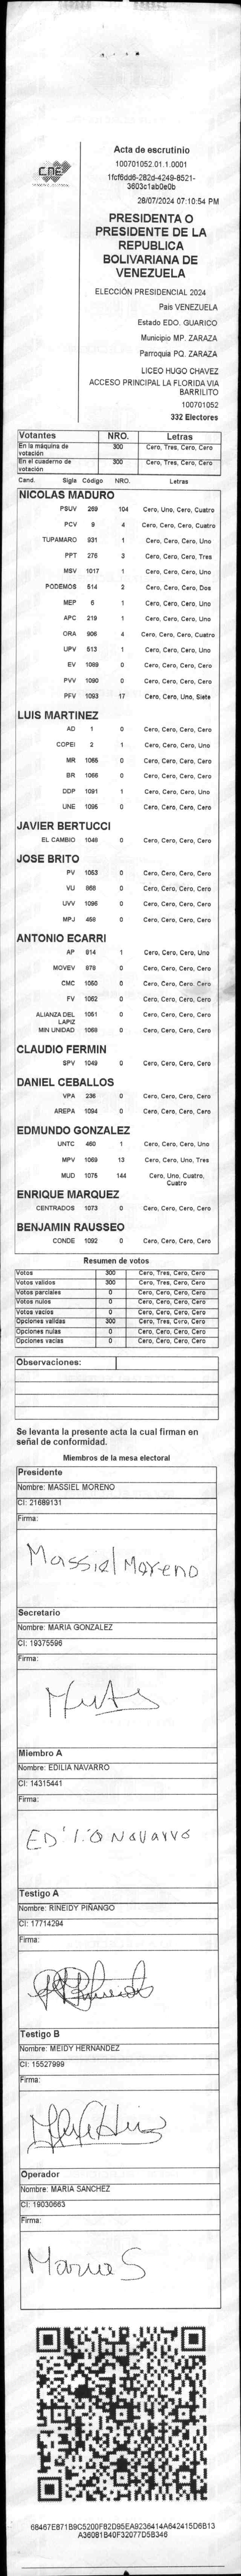 Acta de escrutinio
CNE
100701052.01.1.0001
1fcf6dd6-282d-4249-8521-
3603c1ab0e0b
28/07/2024 07:10:54 PM
PRESIDENTA O
PRESIDENTE DE LA
REPUBLICA
BOLIVARIANA DE
VENEZUELA
ELECCIÓN PRESIDENCIAL 2024
País VENEZUELA
Estado EDO. GUARICO
Municipio MP. ZARAZA
Parroquia PQ. ZARAZA
LICEO HUGO CHAVEZ
ACCESO PRINCIPAL LA FLORIDA VIA
BARRILITO
100701052
332 Electores
Votantes NRO. Letras
En la máquina de votación 300 Cero, Tres, Cero, Cero
En el cuaderno de votación 300 Cero, Tres, Cero, Cero
Cand. Sigla Código NRO. Letras
NICOLAS MADURO
PSUV 269 104 Cero, Uno, Cero, Cuatro
PCV 9 4 Cero, Cero, Cero, Cuatro
TUPAMARO 931 1 Cero, Cero, Cero, Uno
PPT 276 3 Cero, Cero, Cero, Tres
MSV 1017 1 Cero, Cero, Cero, Uno
PODEMOS 514 2 Cero, Cero, Cero, Dos
MEP 6 1 Cero, Cero, Cero, Uno
APC 219 1 Cero, Cero, Cero, Uno
ORA 906 4 Cero, Cero, Cero, Cuatro
UPV 513 1 Cero, Cero, Cero, Uno
EV 1089 0 Cero, Cero, Cero, Cero
PVV 1090 0 Cero, Cero, Cero, Cero
PFV 1093 17 Cero, Cero, Uno, Siete
LUIS MARTINEZ
AD 1 0 Cero, Cero, Cero, Cero
COPEI 2 1 Cero, Cero, Cero, Uno
MR 1065 0 Cero, Cero, Cero, Cero
BR 1066 0 Cero, Cero, Cero, Cero
DDP 1091 1 Cero, Cero, Cero, Uno
UNE 1095 0 Cero, Cero, Cero, Cero
JAVIER BERTUCCI
EL CAMBIO 1048 0 Cero, Cero, Cero, Cero
JOSE BRITO
PV 1053 0 Cero, Cero, Cero, Cero
VU 868 0 Cero, Cero, Cero, Cero
UVV 1096 0 Cero, Cero, Cero, Cero
MPJ 458 0 Cero, Cero, Cero, Cero
ANTONIO ECARRI
AP 914 1 Cero, Cero, Cero, Uno
MOVEV 879 0 Cero, Cero, Cero, Cero
CMC 1050 0 Cero, Cero, Cero, Cero
FV 1052 0 Cero, Cero, Cero, Cero
ALIANZA DEL LAPIZ 1051 0 Cero, Cero, Cero, Cero
MIN UNIDAD 1068 0 Cero, Cero, Cero, Cero
CLAUDIO FERMIN
SPV 1049 0 Cero, Cero, Cero, Cero
DANIEL CEBALLOS
VPA 236 0 Cero, Cero, Cero, Cero
AREPA 1094 0 Cero, Cero, Cero, Cero
EDMUNDO GONZALEZ
UNTC 460 1 Cero, Cero, Cero, Uno
MPV 1069 13 Cero, Cero, Uno, Tres
MUD 1075 144 Cero, Uno, Cuatro, Cuatro
ENRIQUE MARQUEZ
CENTRADOS 1073 0 Cero, Cero, Cero, Cero
BENJAMIN RAUSSEO
CONDE 1092 0 Cero, Cero, Cero, Cero
Resumen de votos
Votos 300 Cero, Tres, Cero, Cero
Votos validos 300 Cero, Tres, Cero, Cero
Votos parciales 0 Cero, Cero, Cero, Cero
Votos nulos 0 Cero, Cero, Cero, Cero
Votos vacios 0 Cero, Cero, Cero, Cero
Opciones validas 300 Cero, Tres, Cero, Cero
Opciones nulas 0 Cero, Cero, Cero, Cero
Opciones vacias 0 Cero, Cero, Cero, Cero
Observaciones:
Se levanta la presente acta la cual firman en
señal de conformidad.
Miembros de la mesa electoral
Presidente
Nombre: MASSIEL MORENO
CI: 21689131
Firma:
Massiel Moreno
Secretario
Nombre: MARIA GONZALEZ
CI: 19375596
Firma:
Miembro A
Nombre: EDILIA NAVARRO
CI: 14315441
Firma:
Navarro
Testigo A
Nombre: RINEIDY PIÑANGO
CI: 17714294
Firma:
Testigo B
Nombre: MEIDY HERNANDEZ
CI: 15527999
Firma:
Operador
Nombre: MARIA SANCHEZ
CI: 19030663
Firma:
Maria S
68467E871B9C5200F82D95EA9236414A642415D6B13
A36081B40F32077D5B346